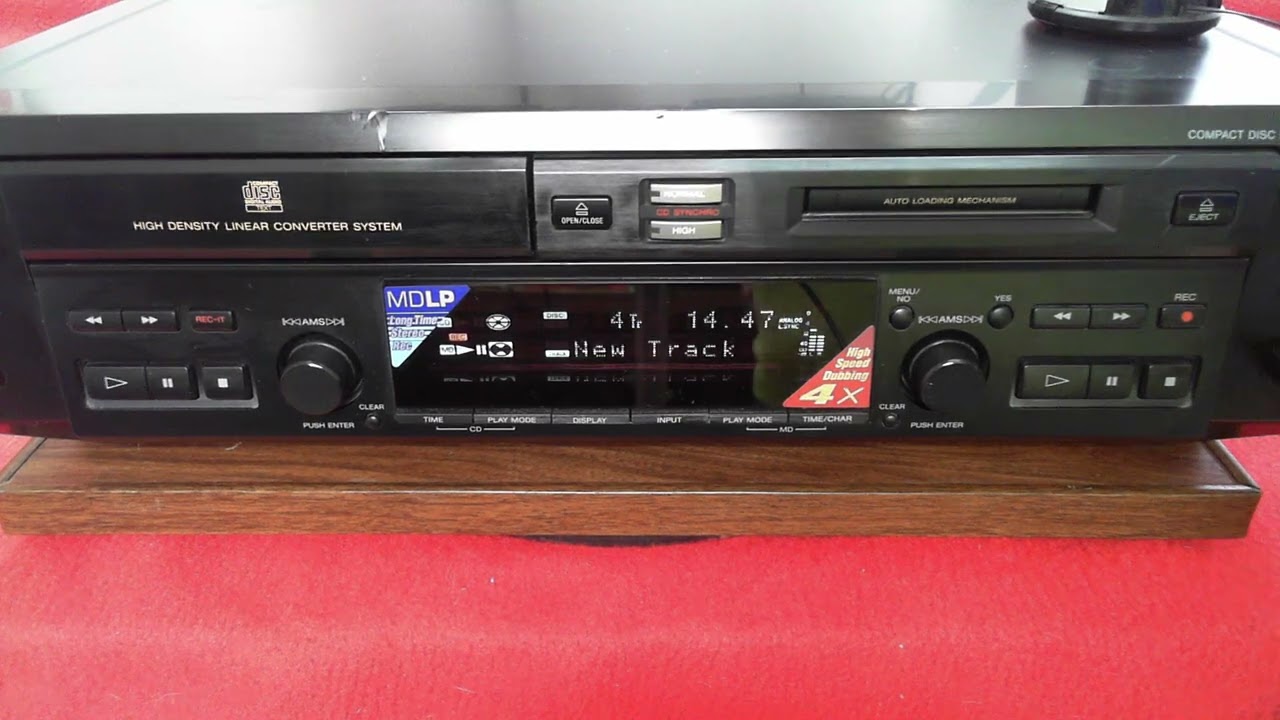 COMPACT DISC
COMPACT
disc
DIGITAL AUDIO
TEXT
HIGH DENSITY LINEAR CONVERTER SYSTEM
OPEN/CLOSE
NORMAL
CD SYNCHRO
HIGH
AUTO LOADING MECHANISM
EJECT
REC-IT
AMS
CLEAR
PUSH ENTER
MDLP
Long Time
Stereo
Rec
DISC
4Tr 14.47
ANALOG
LSYNC
REC
MD
New Track
High
Speed
Dubbing
4X
TIME
PLAY MODE
CD
DISPLAY
INPUT
PLAY MODE
TIME/CHAR
MD
MENU/
NO
YES
AMS
CLEAR
PUSH ENTER
REC